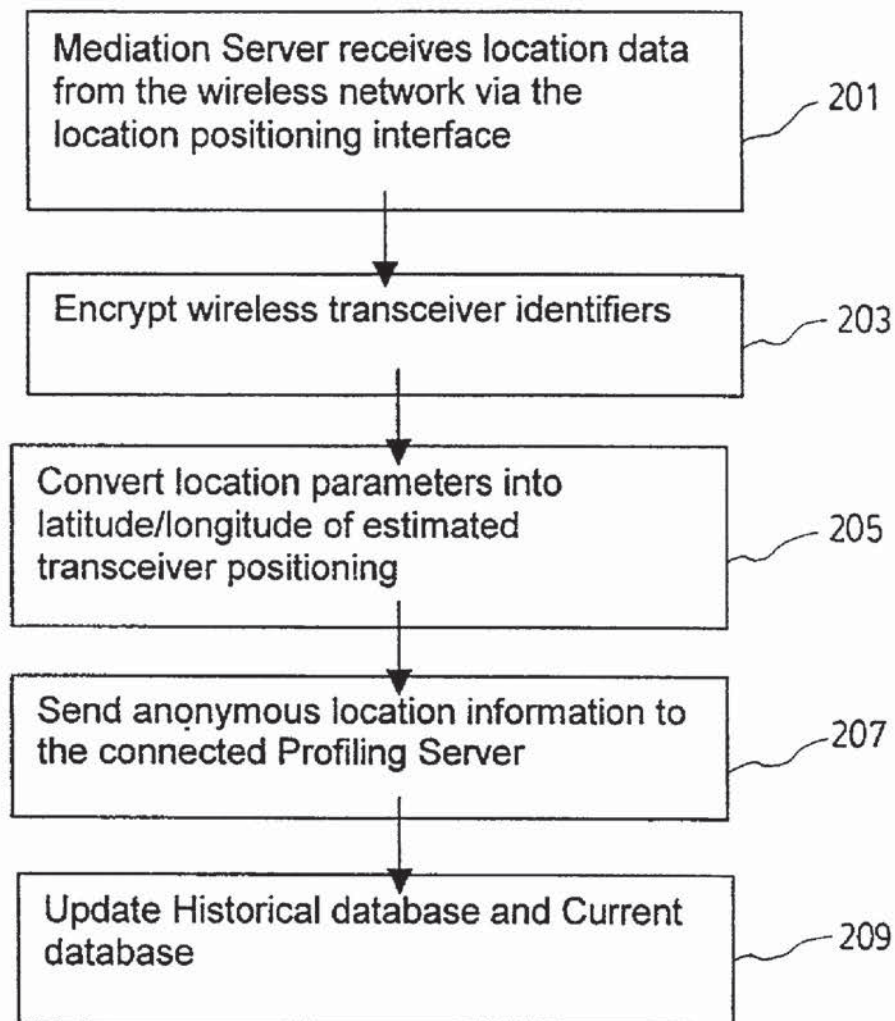 Mediation Server receives location data
from the wireless network via the
location positioning interface
201
Encrypt wireless transceiver identifiers
203
Convert location parameters into
latitude/longitude of estimated
transceiver positioning
205
Send anonymous location information to
the connected Profiling Server
207
Update Historical database and Current
database
209